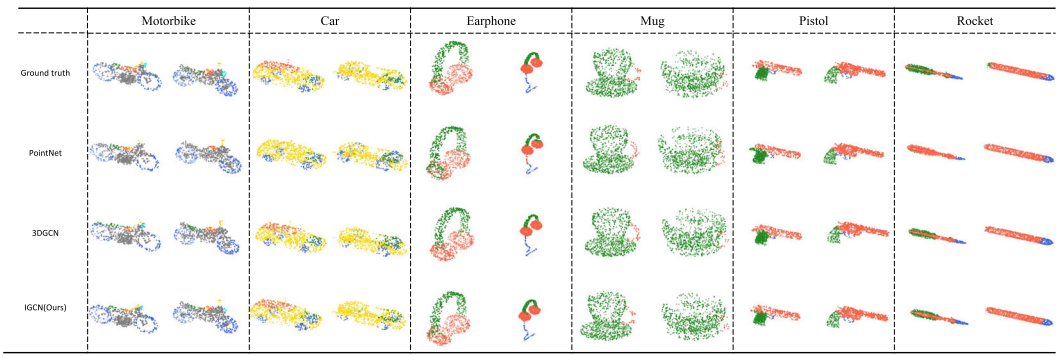 Motorbike Car Earphone Mug Pistol Rocket
Ground truth
PointNet
3DGCN
IGCN(Ours)